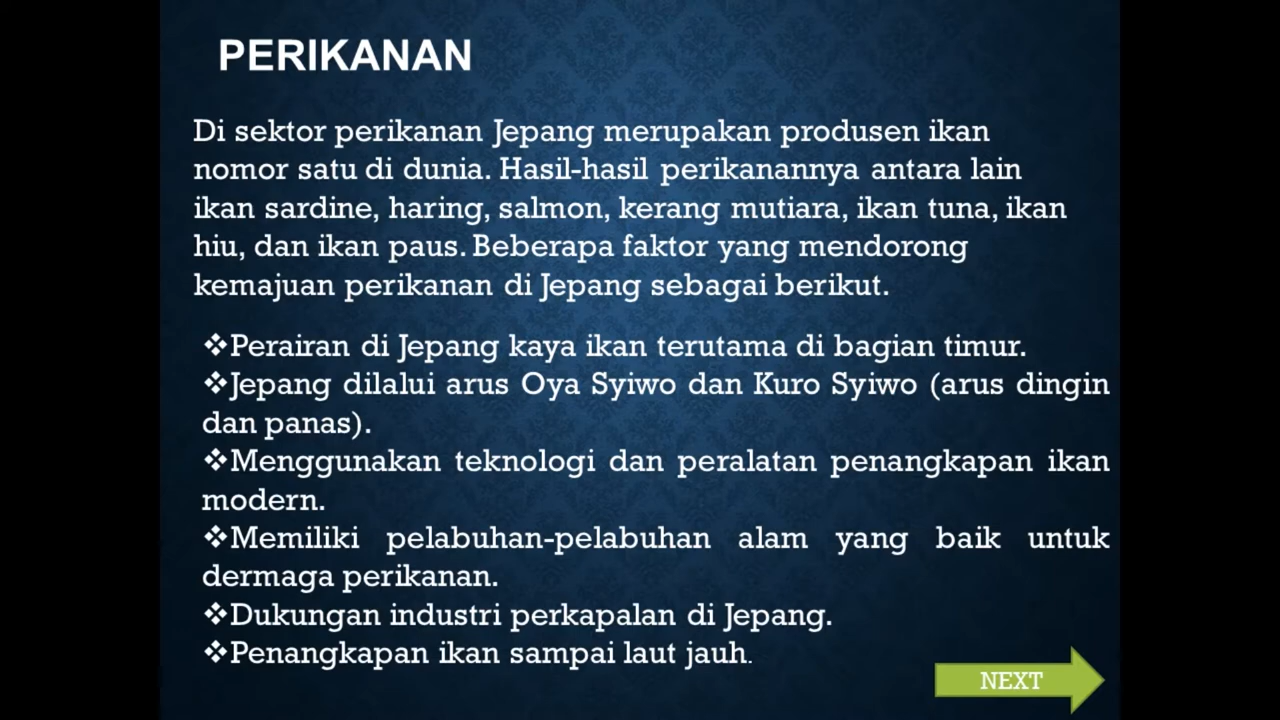 PERIKANAN
Di sektor perikanan Jepang merupakan produsen ikan
nomor satu di dunia. Hasil-hasil perikanannya antara lain
ikan sardine, haring, salmon, kerang mutiara, ikan tuna, ikan
hiu, dan ikan paus. Beberapa faktor yang mendorong
kemajuan perikanan di Jepang sebagai berikut.
❖Perairan di Jepang kaya ikan terutama di bagian timur.
❖Jepang dilalui arus Oya Syiwo dan Kuro Syiwo (arus dingin
dan panas).
❖Menggunakan teknologi dan peralatan penangkapan ikan
modern.
❖Memiliki pelabuhan-pelabuhan alam yang baik untuk
dermaga perikanan.
❖Dukungan industri perkapalan di Jepang.
❖Penangkapan ikan sampai laut jauh.
NEXT